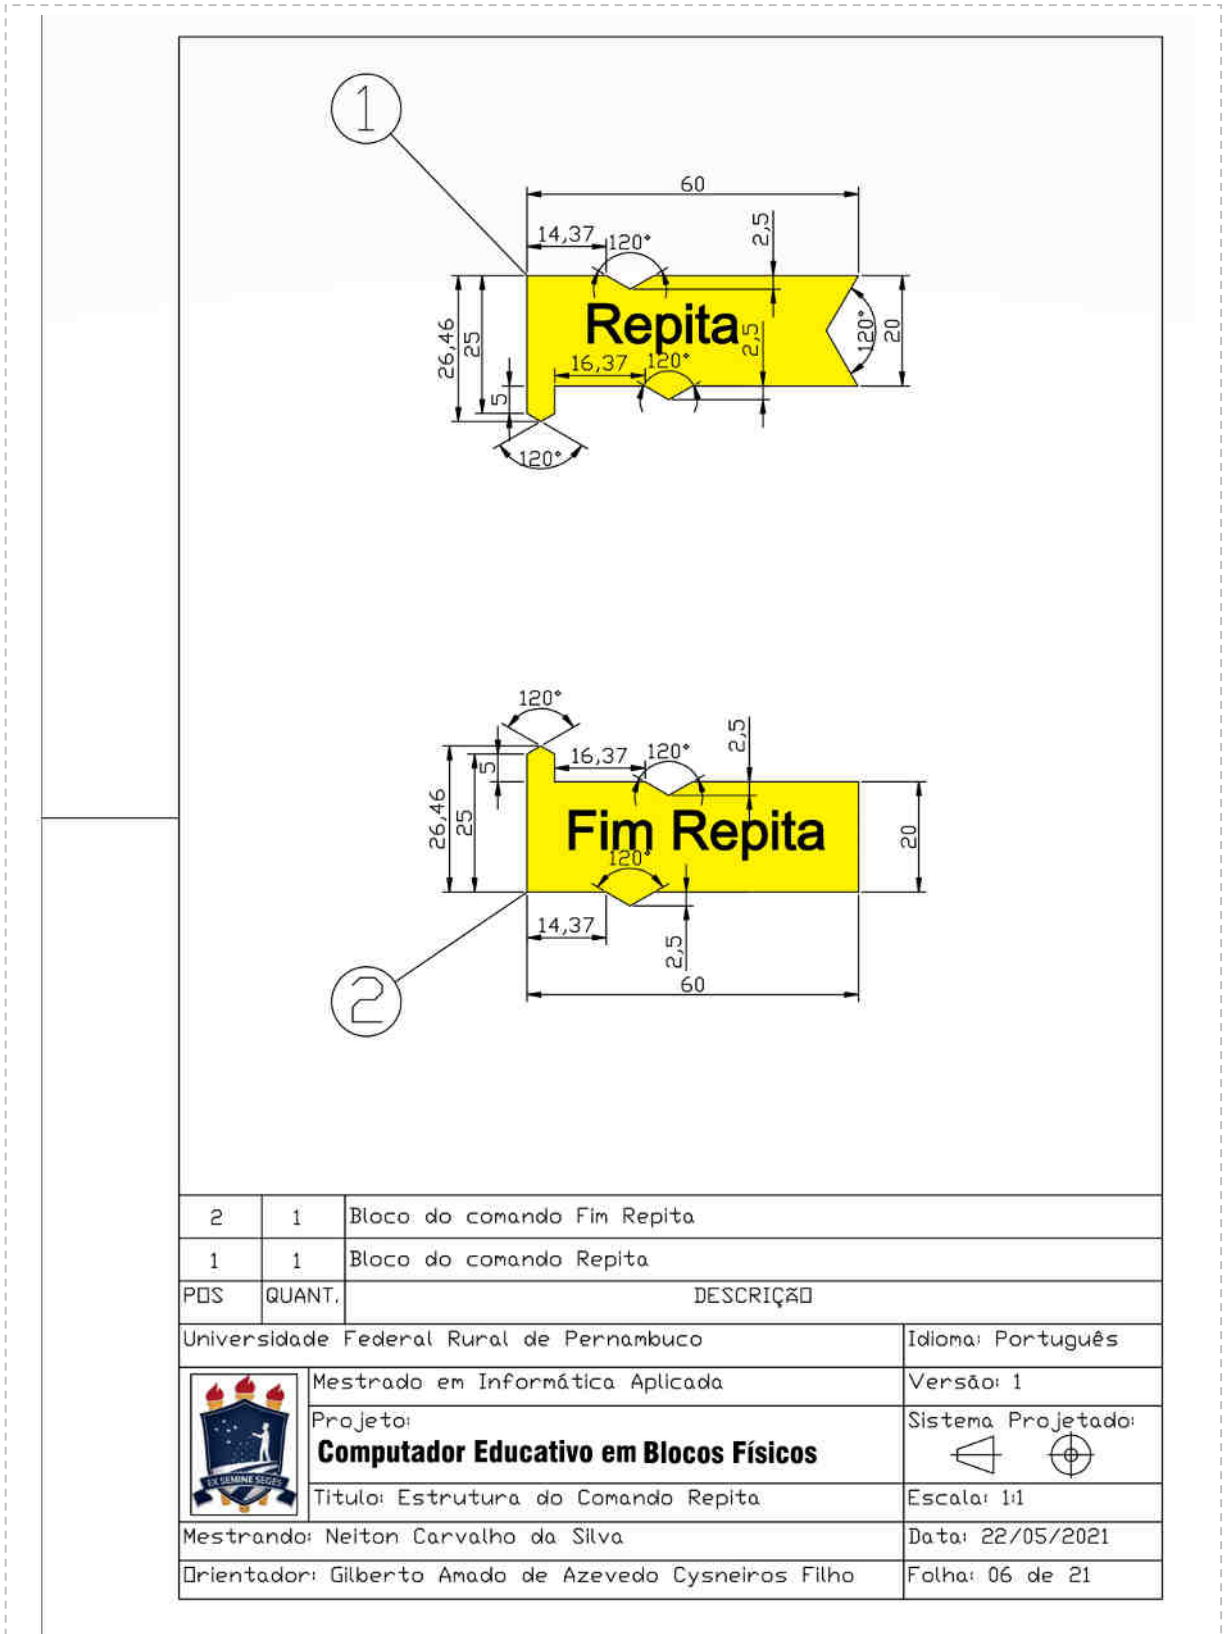 1
60
14,37
120°
2,5
Repita
26,46
25
2,5
120°
20
16,37
120°
5
120°
120°
2,5
16,37
120°
5
26,46
25
Fim Repita
20
120°
14,37
2,5
60
2
2 1 Bloco do comando Fim Repita
1 1 Bloco do comando Repita
POS QUANT. DESCRIÇÃO
Universidade Federal Rural de Pernambuco Idioma: Português
Mestrado em Informática Aplicada Versão: 1
Projeto: Sistema Projetado:
Computador Educativo em Blocos Físicos
EX SEMINE SEGES
Titulo: Estrutura do Comando Repita Escala: 1:1
Mestrando: Neiton Carvalho da Silva Data: 22/05/2021
Orientador: Gilberto Amado de Azevedo Cysneiros Filho Folha: 06 de 21